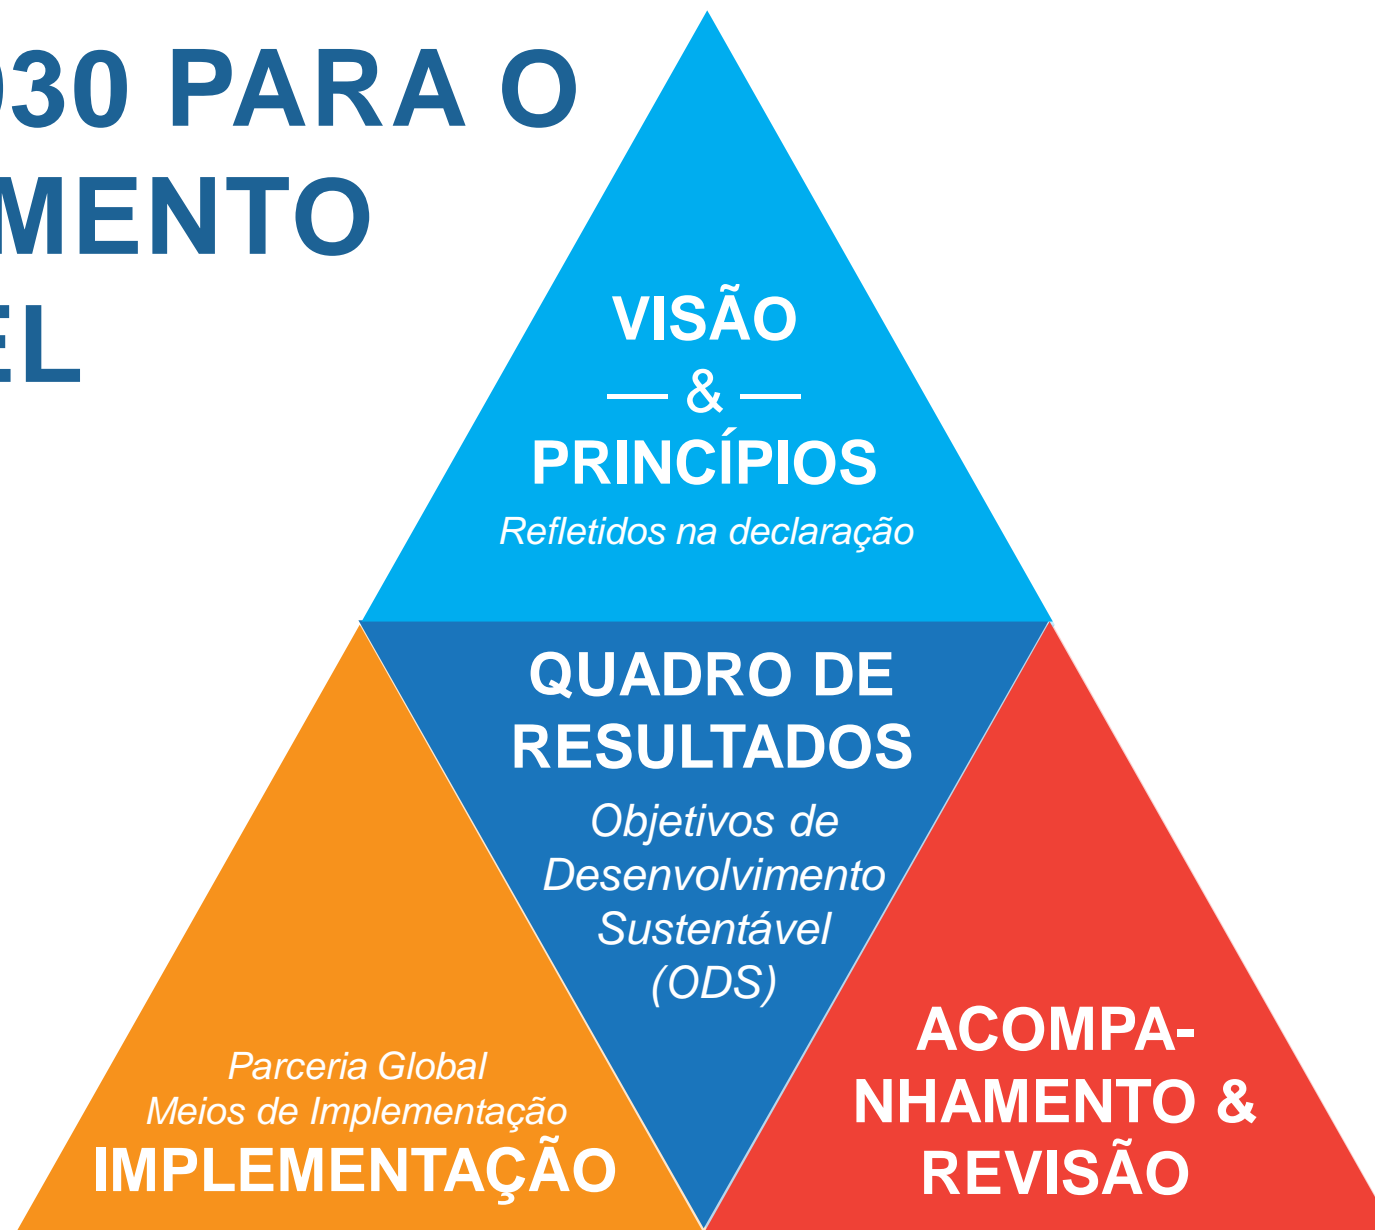 030 PARA O
MENTO
EL
VISÃO
— & —
PRINCÍPIOS
Refletidos na declaração
QUADRO DE
RESULTADOS
Objetivos de
Desenvolvimento
Sustentável
(ODS)
Parceria Global
Meios de Implementação
IMPLEMENTAÇÃO
ACOMPA-
NHAMENTO &
REVISÃO